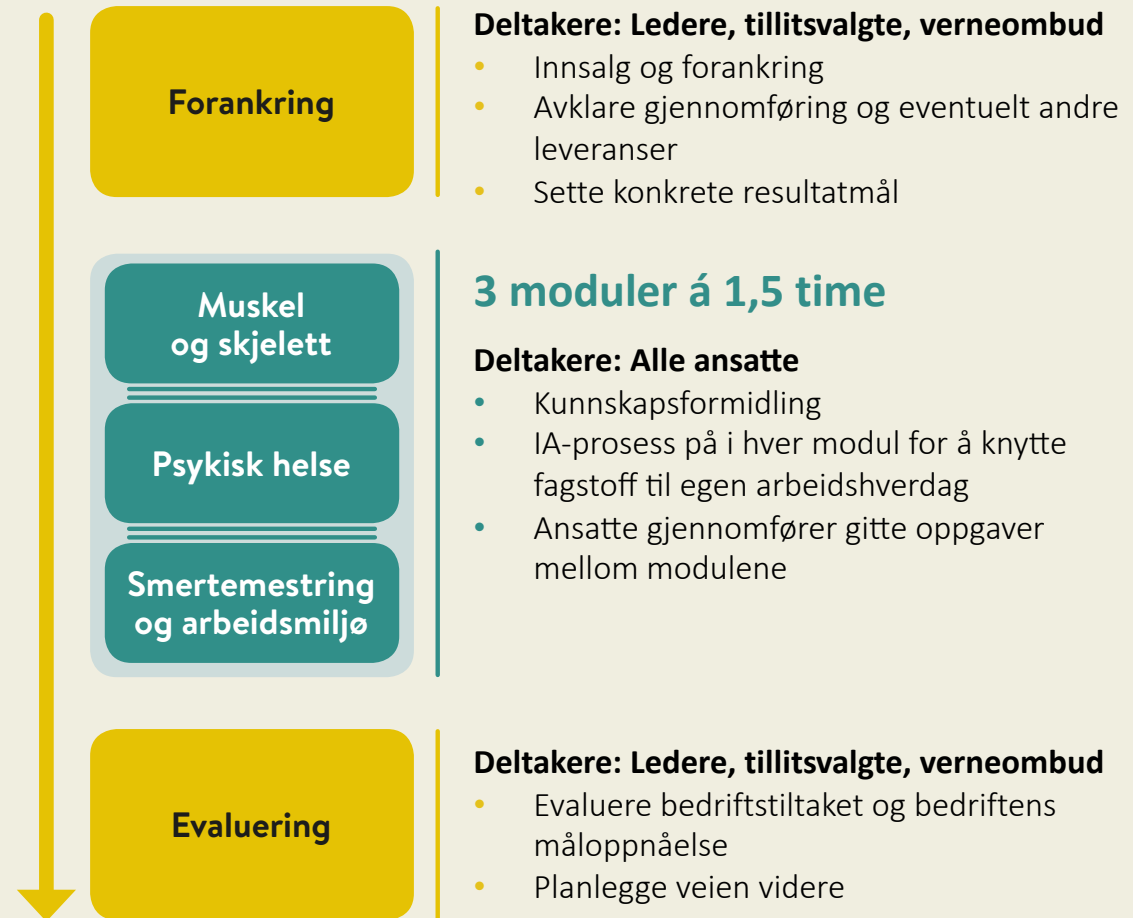 Forankring
Deltakere: Ledere, tillitsvalgte, verneombud
• Innsalg og forankring
• Avklare gjennomføring og eventuelt andre
leveranser
• Sette konkrete resultatmål
Muskel
og skjelett
Psykisk helse
Smertemestring
og arbeidsmiljø
3 moduler á 1,5 time
Deltakere: Alle ansatte
• Kunnskapsformidling
• IA-prosess på i hver modul for å knytte
fagstoff til egen arbeidshverdag
• Ansatte gjennomfører gitte oppgaver
mellom modulene
Evaluering
Deltakere: Ledere, tillitsvalgte, verneombud
• Evaluere bedriftstiltaket og bedriftens
måloppnåelse
• Planlegge veien videre